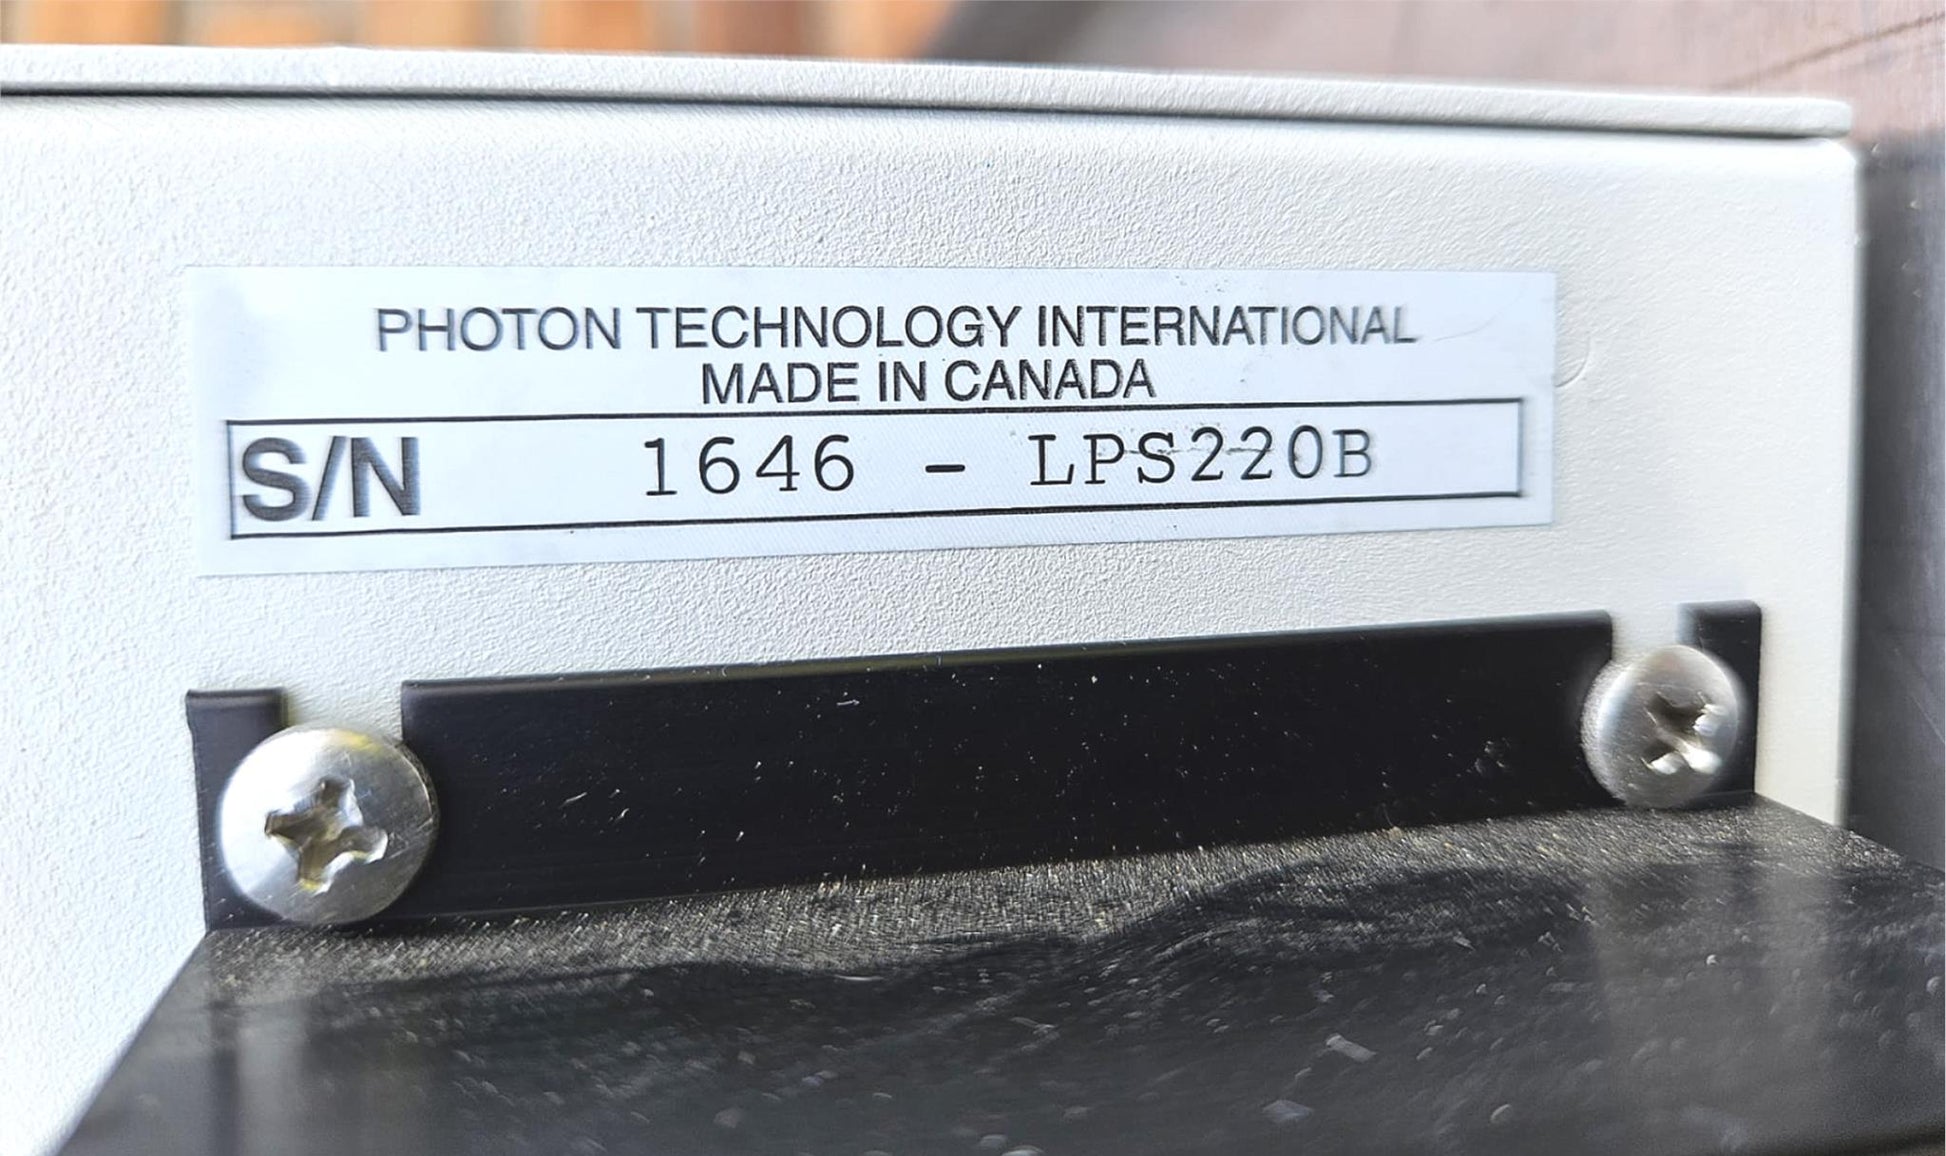 PHOTON TECHNOLOGY INTERNATIONAL
MADE IN CANADA
S/N 1646 - LPS220B